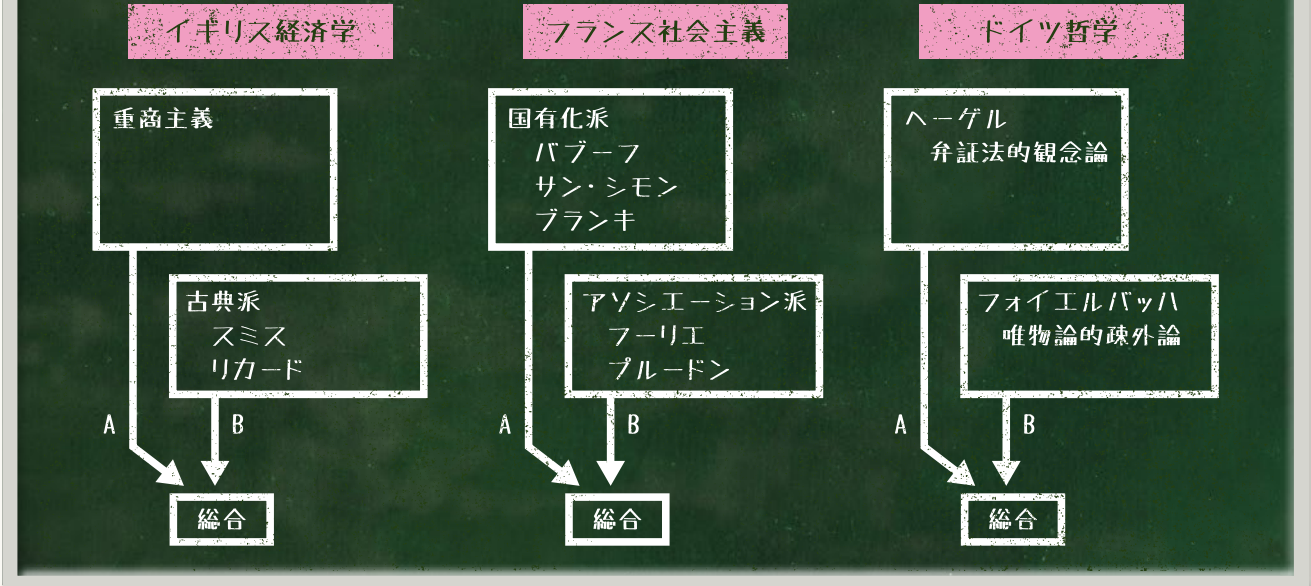 イギリス経済学
重商主義
古典派
スミス
リカード
A
B
総合
フランス社会主義
国有化派
バブーフ
サン・シモン
ブランキ
アソシエーション派
フーリエ
プルードン
A
B
総合
ドイツ哲学
ヘーゲル
弁証法的観念論
フォイエルバッハ
唯物論的疎外論
A
B
総合